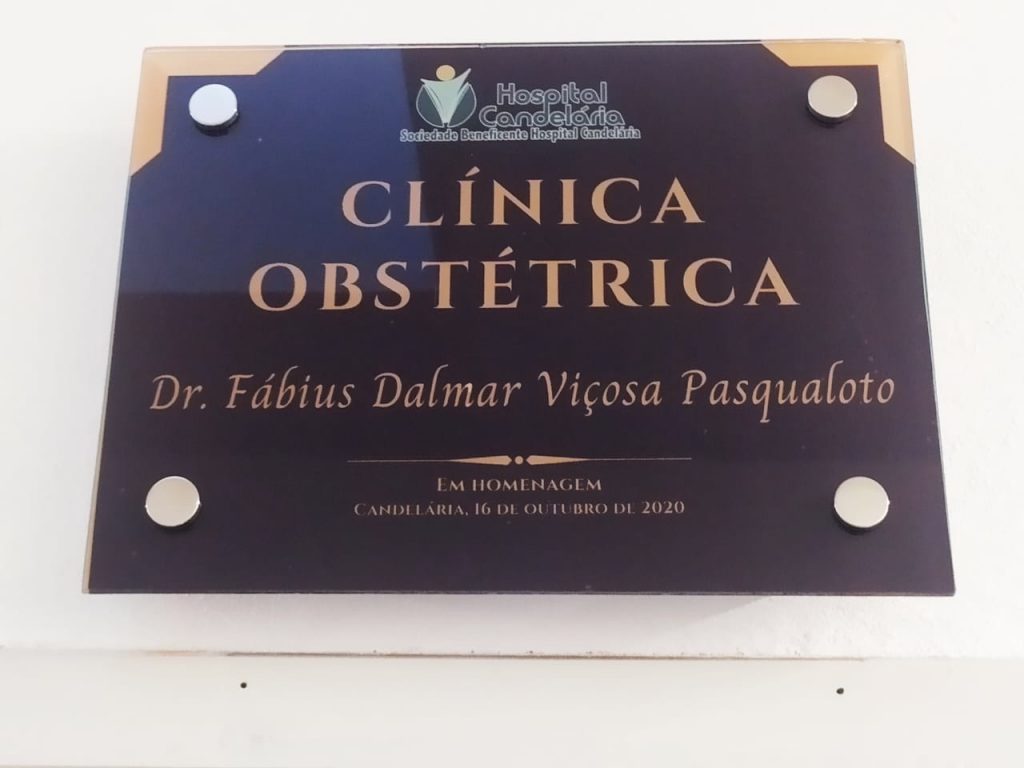 Hospital
Candelária
Sociedade Beneficente Hospital Candelária
CLÍNICA
OBSTÉTRICA
Dr. Fábius Dalmar Viçosa Pasqualoto
EM HOMENAGEM
CANDELÁRIA, 16 DE OUTUBRO DE 2020